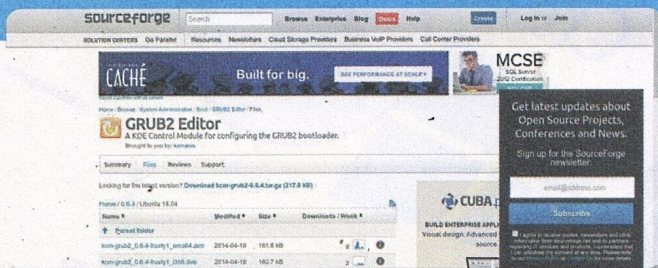 sourceforge Search Browse Enterprise Blog Deals Help Create Log In or Join
SOLUTION CENTERS Go Parallel Resources Newsletters Cloud Storage Providers Business VoIP Providers Call Center Providers
CACHÉ Built for big. SEE PERFORMANCE AT SCALE
MCSE
SQL Server
2012 Certification
Home / Browse / System Administration / Boot / GRUB2 Editor / Files
GRUB2 Editor
A KDE Control Module for configuring the GRUB2 bootloader.
Brought to you by:
Summary Files Reviews Support
Looking for the latest version? Download kcm-grub2-0.6.4.tar.gz (217.8 kB)
Home / 0.6.4 / Ubuntu 14.04
Name Modified Size Downloads / Week
Parent folder
kcm-grub2_0.6.4-trusty1_amd64.deb 2014-04-18 161.8 kB
kcm-grub2_0.6.4-trusty1_i386.deb 2014-04-18 162.7 kB 2
CUBA.p
BUILD ENTERPRISE APPL
Visual design. Advanced
source
Get latest updates about
Open Source Projects,
Conferences and News.
Sign up for the SourceForge
newsletter:
email@address.com
Subscribe